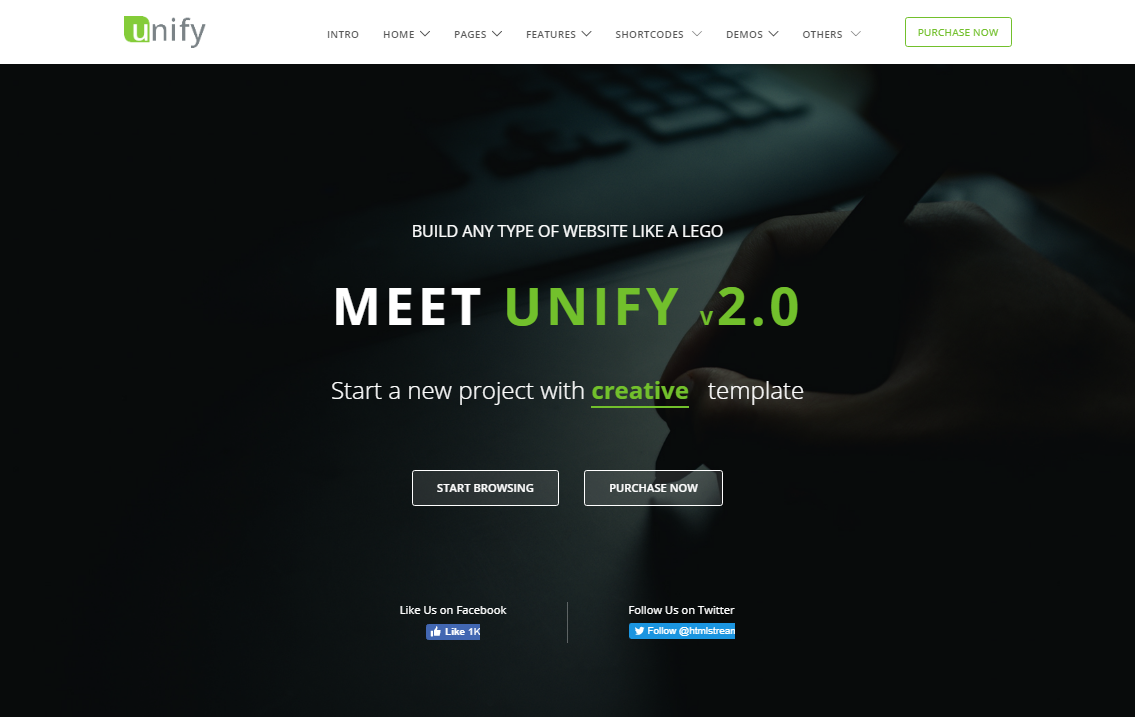 unify
INTRO HOME PAGES FEATURES SHORTCODES DEMOS OTHERS PURCHASE NOW
BUILD ANY TYPE OF WEBSITE LIKE A LEGO
MEET UNIFY v2.0
Start a new project with creative template
START BROWSING PURCHASE NOW
Like Us on Facebook Follow Us on Twitter
Like 1K Follow @htmlstream